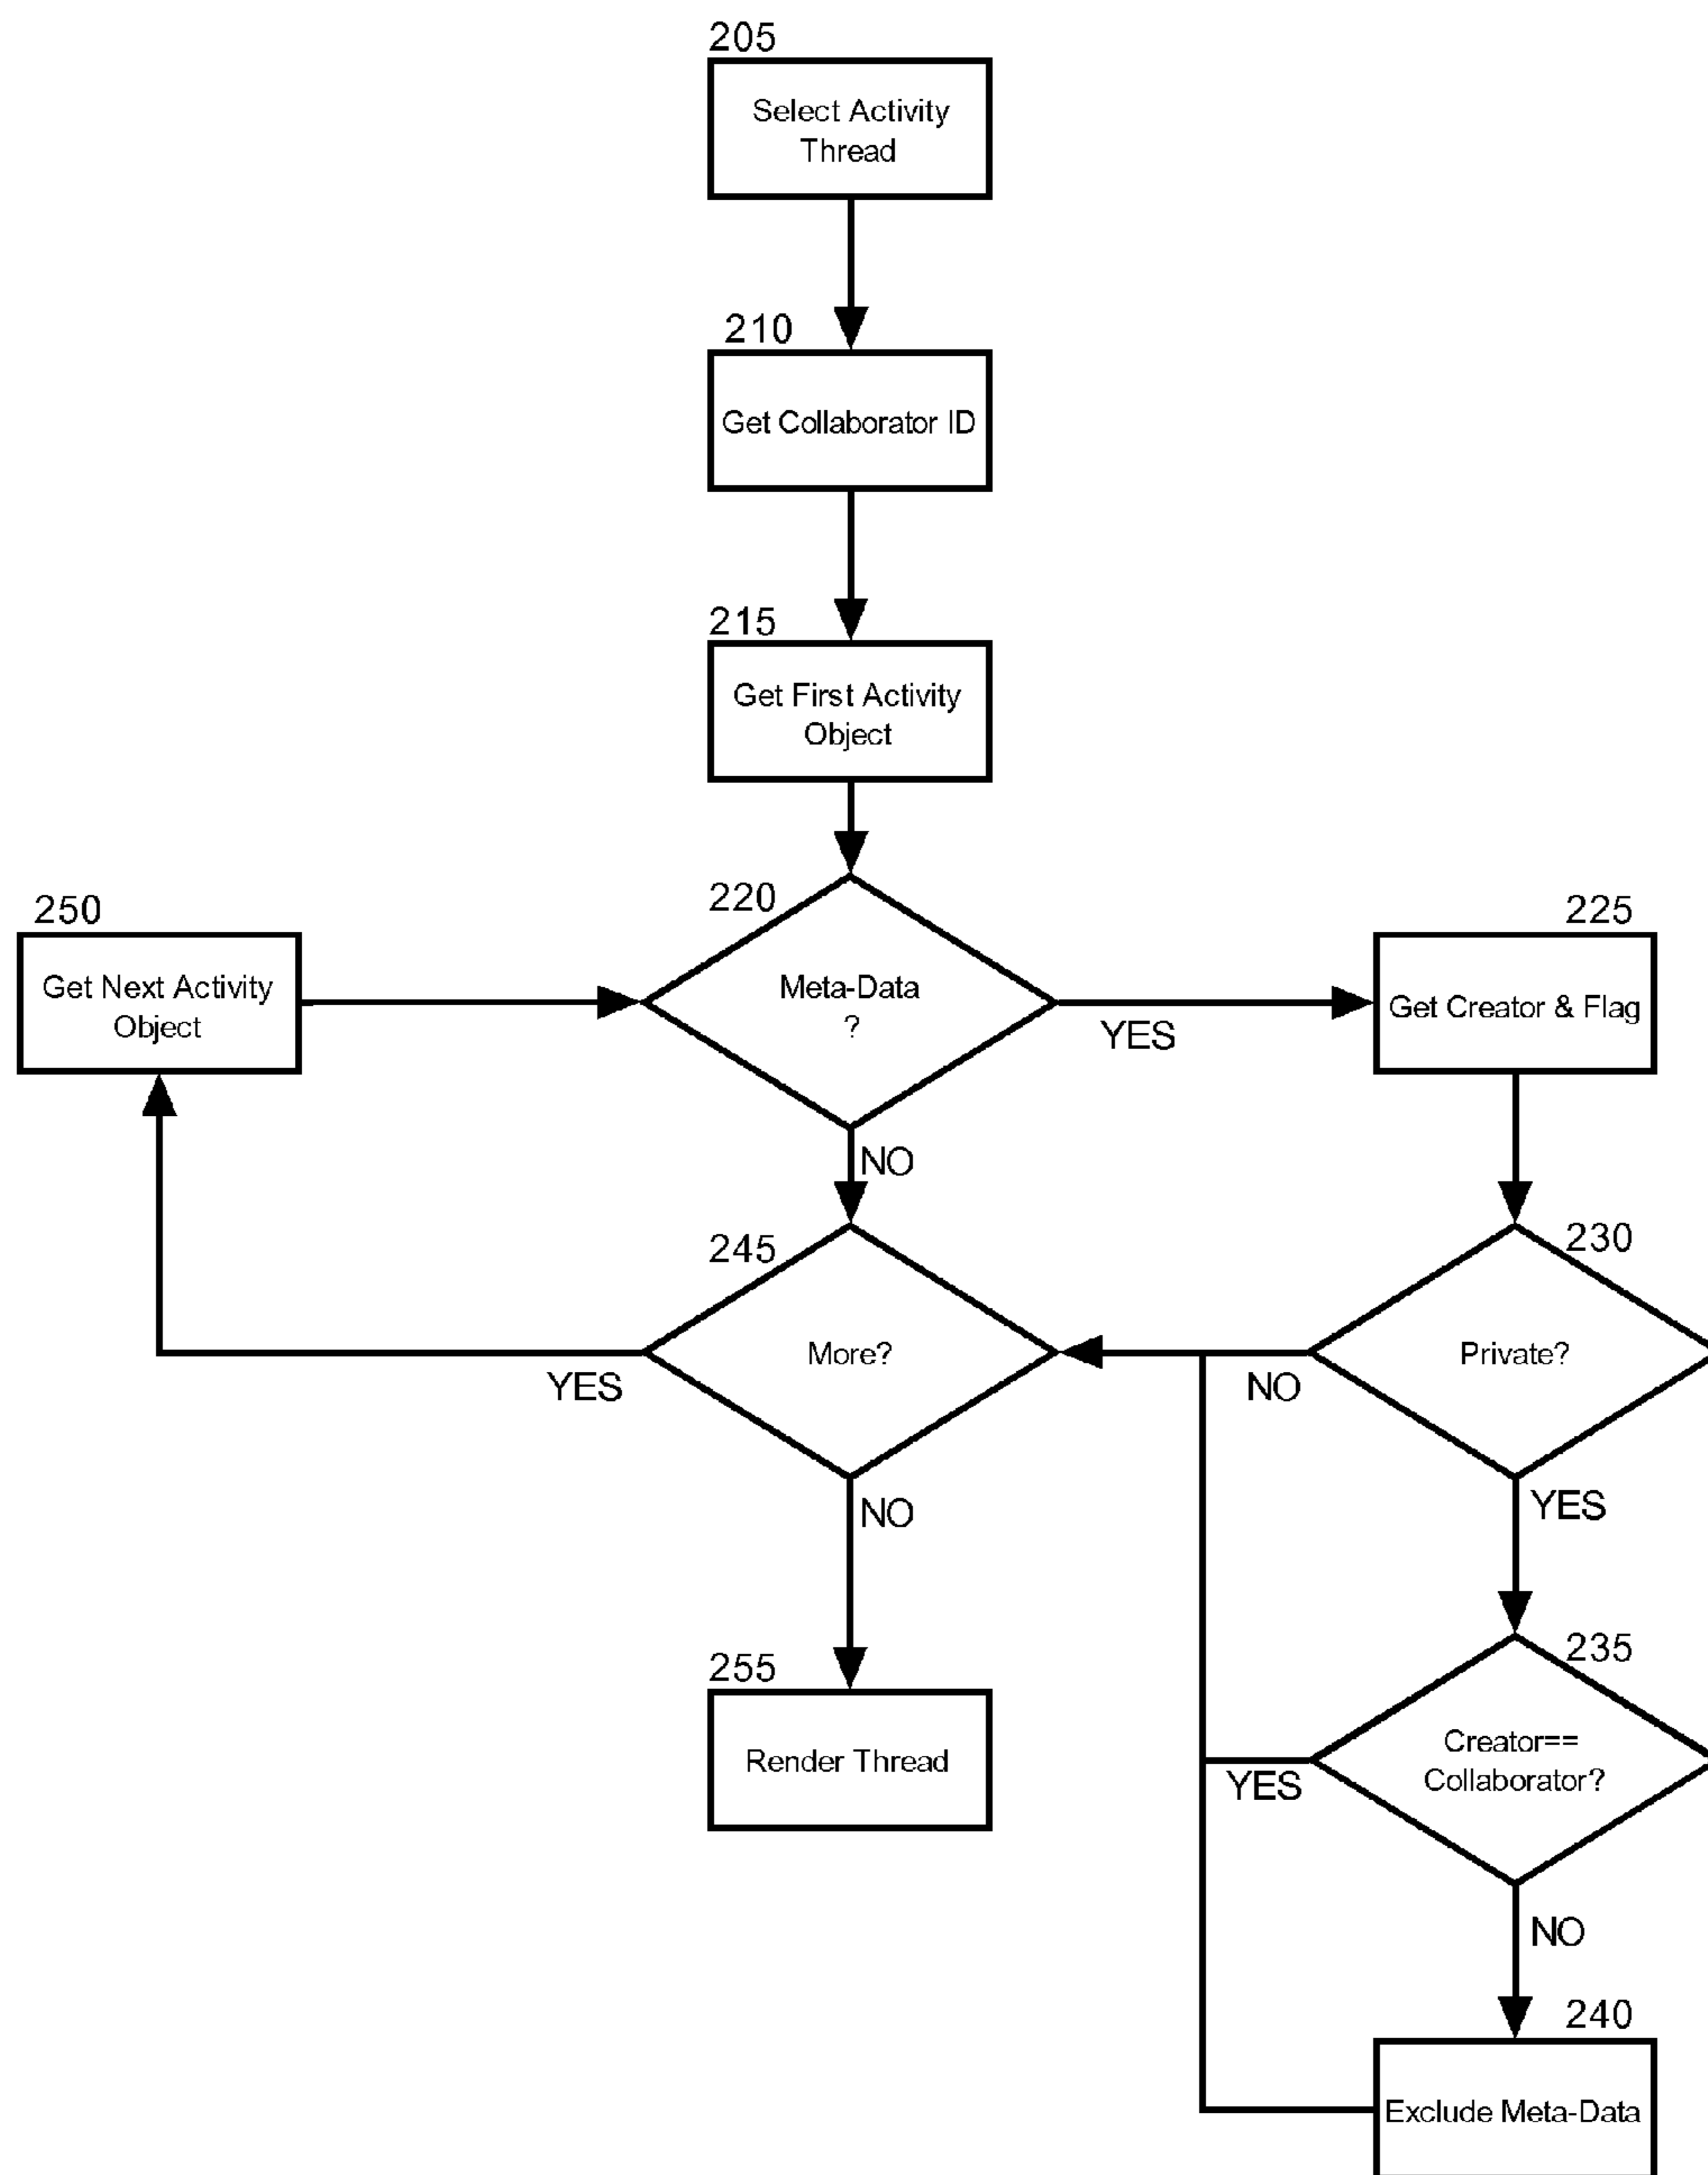 205
Select Activity
Thread
210
Get Collaborator ID
215
Get First Activity
Object
220
Meta-Data
?
YES
NO
225
Get Creator & Flag
250
Get Next Activity
Object
230
Private?
NO
YES
245
More?
YES
NO
235
Creator==
Collaborator?
YES
NO
240
Exclude Meta-Data
255
Render Thread